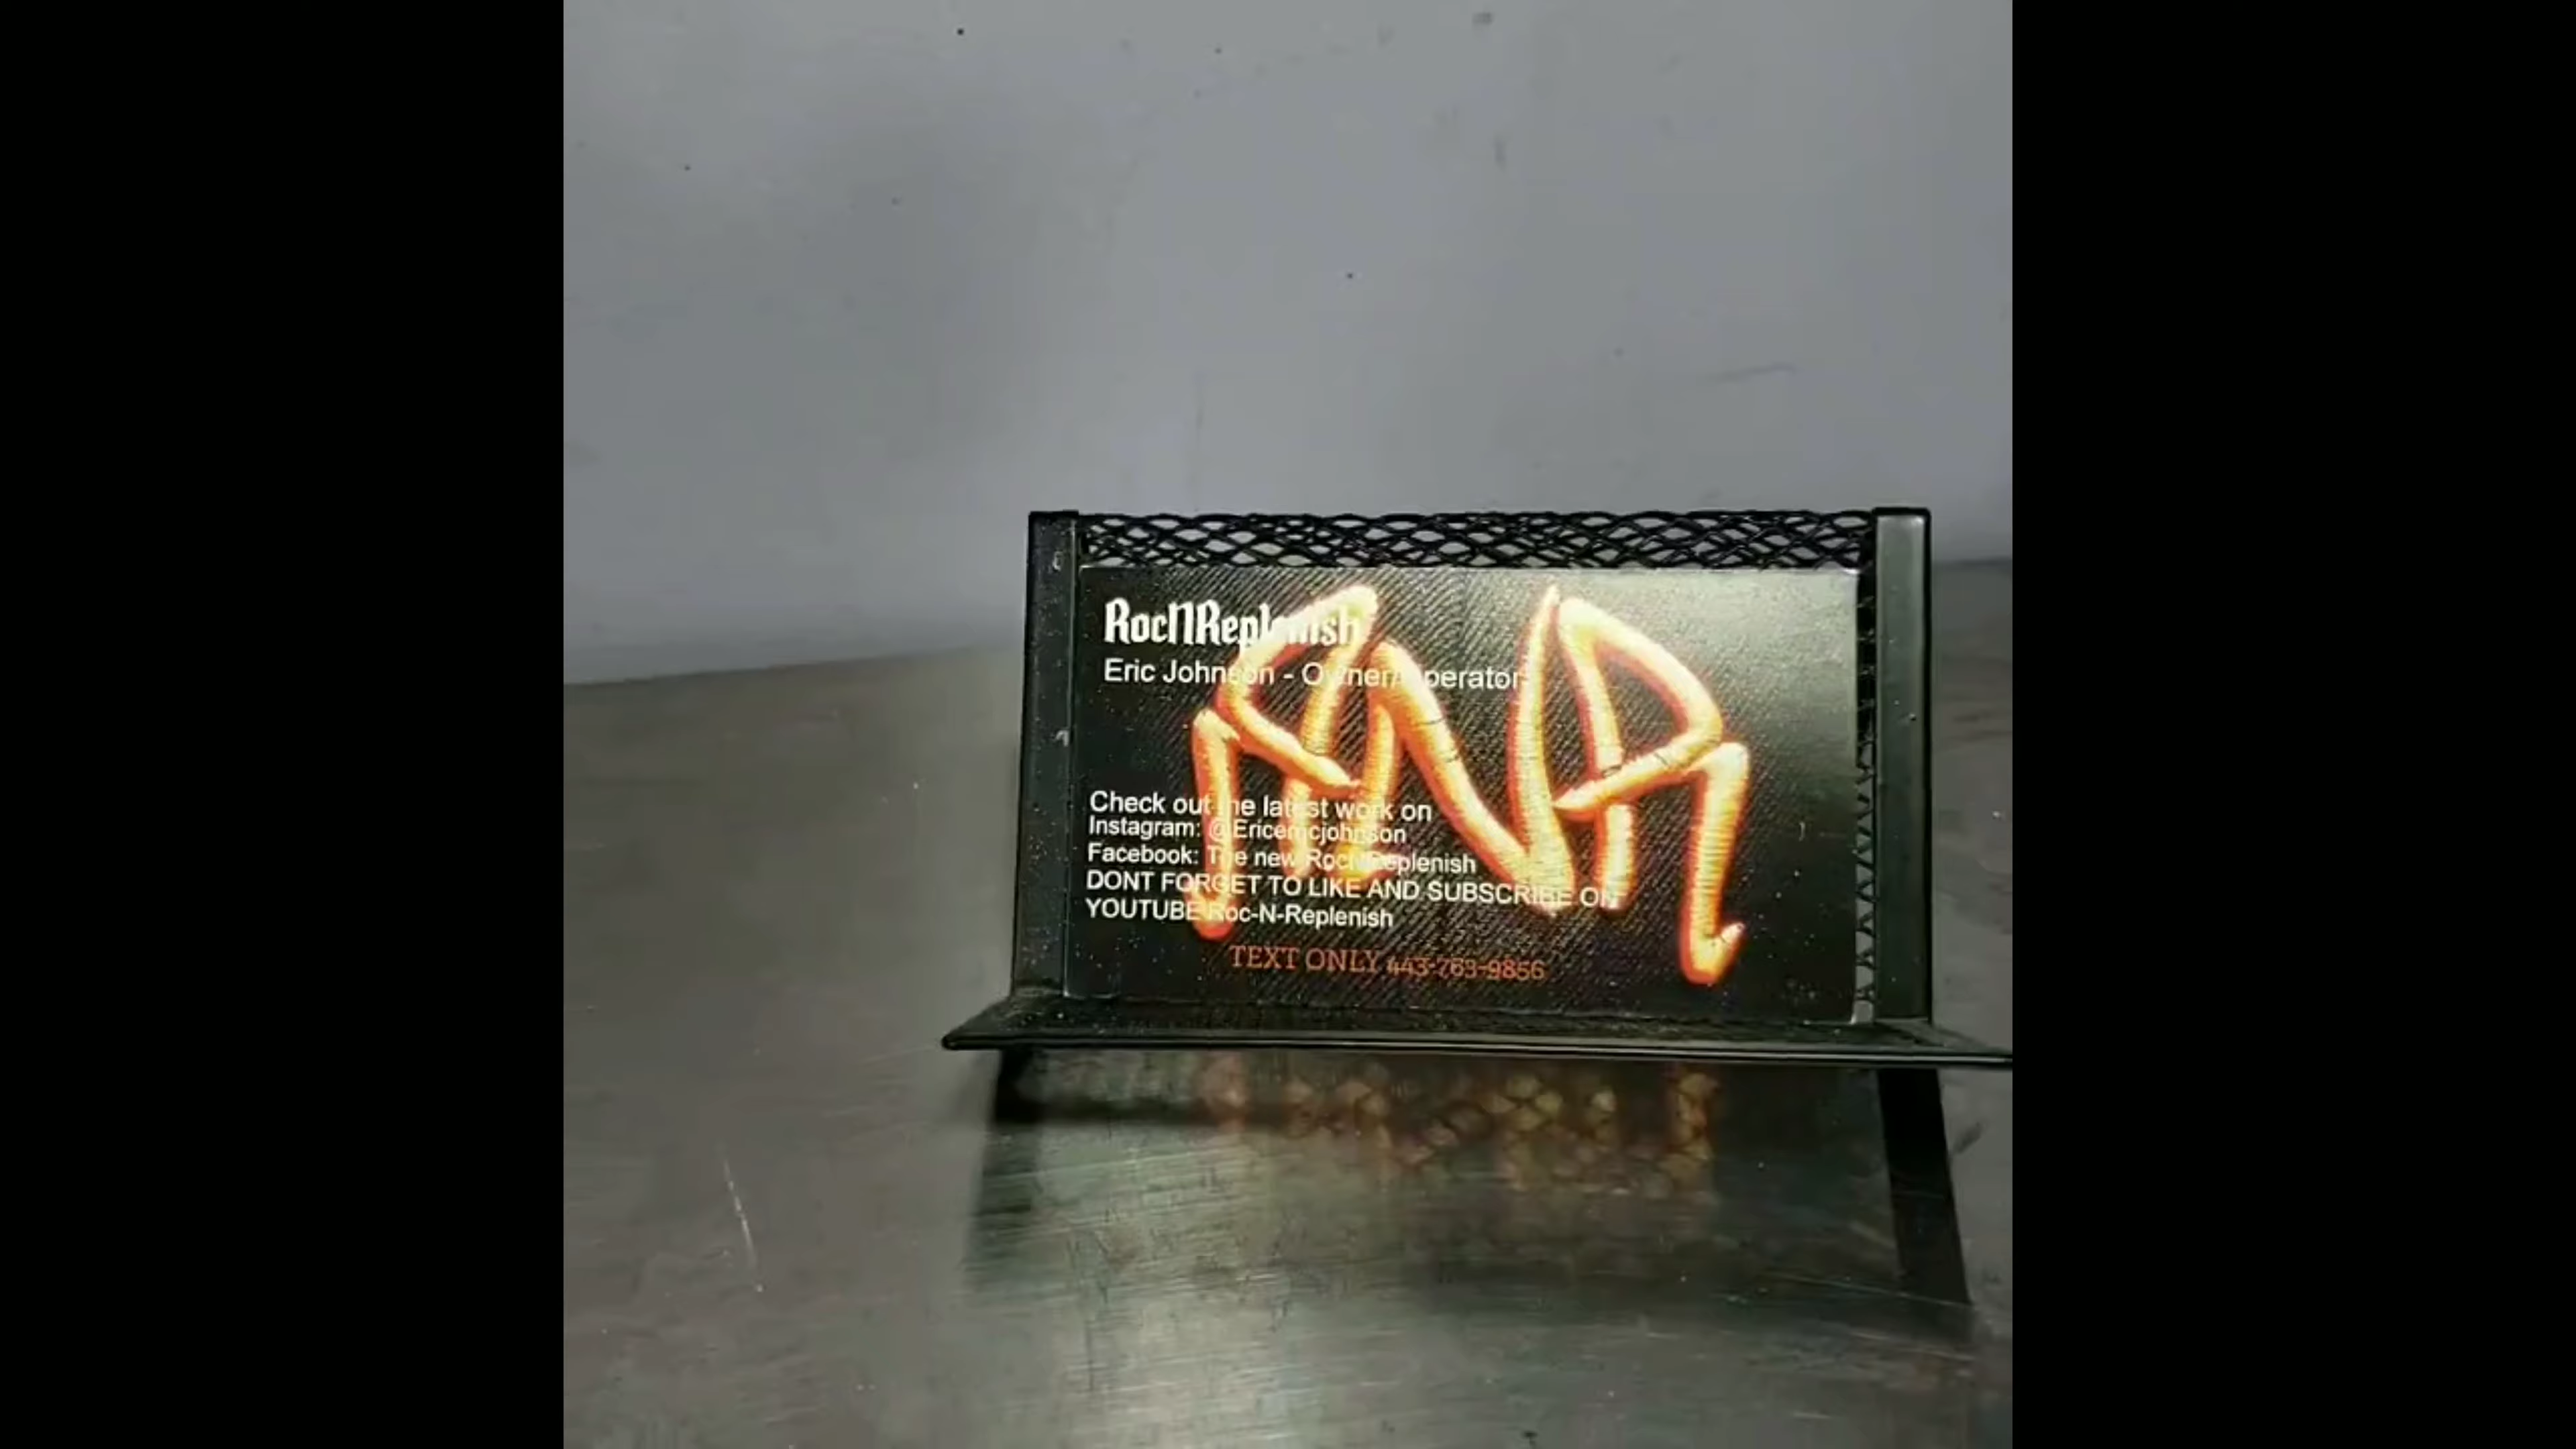 RocNReplenish
Eric Johnson - Owner/Operator
RNR
Check out the latest work on
Instagram: @Ericemcjohnson
Facebook: The new RocNReplenish
DONT FORGET TO LIKE AND SUBSCRIBE ON
YOUTUBE Roc-N-Replenish
TEXT ONLY 443-763-9856